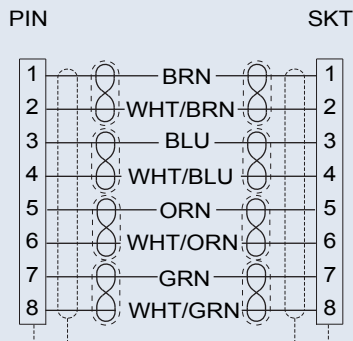 PIN SKT
1 BRN 1
2 WHT/BRN 2
3 BLU 3
4 WHT/BLU 4
5 ORN 5
6 WHT/ORN 6
7 GRN 7
8 WHT/GRN 8